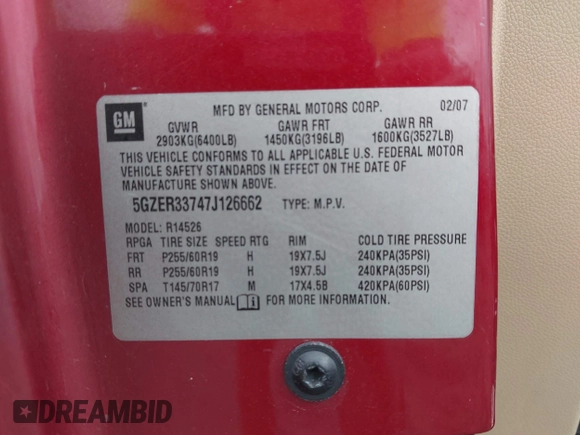 GM
MFD BY GENERAL MOTORS CORP. 02/07
GVWR GAWR FRT GAWR RR
2903KG(6400LB) 1450KG(3196LB) 1600KG(3527LB)
THIS VEHICLE CONFORMS TO ALL APPLICABLE U.S. FEDERAL MOTOR
VEHICLE SAFETY STANDARDS IN EFFECT ON THE DATE OF
MANUFACTURE SHOWN ABOVE.
5GZER33747J126662 TYPE: M.P.V.
MODEL: R14526
RPGA TIRE SIZE SPEED RTG RIM COLD TIRE PRESSURE
FRT P255/60R19 H 19X7.5J 240KPA(35PSI)
RR P255/60R19 H 19X7.5J 240KPA(35PSI)
SPA T145/70R17 M 17X4.5B 420KPA(60PSI)
SEE OWNER'S MANUAL FOR MORE INFORMATION.
DREAMBID